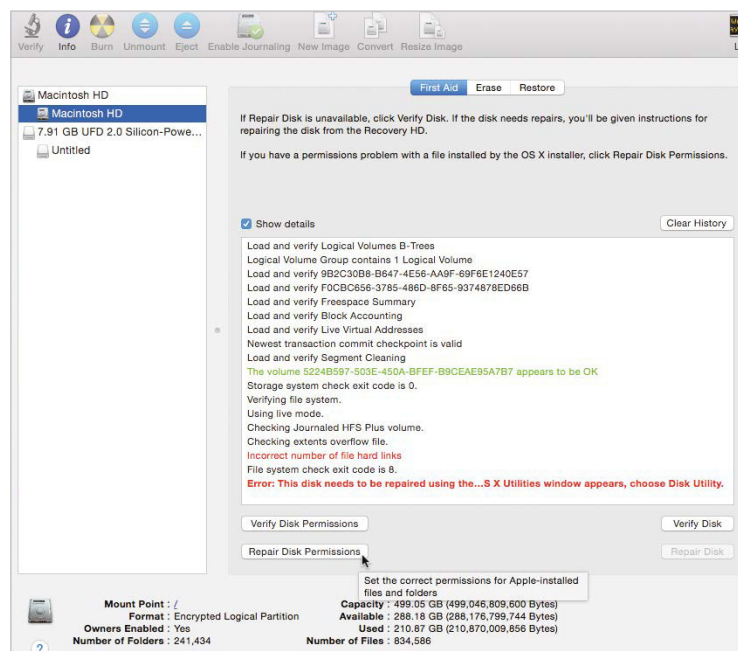 Verify Info Burn Unmount Eject Enable Journaling New Image Convert Resize Image
First Aid Erase Restore
Macintosh HD
Macintosh HD
7.91 GB UFD 2.0 Silicon-Powe...
Untitled
If Repair Disk is unavailable, click Verify Disk. If the disk needs repairs, you'll be given instructions for
repairing the disk from the Recovery HD.
If you have a permissions problem with a file installed by the OS X installer, click Repair Disk Permissions.
Show details
Clear History
Load and verify Logical Volumes B-Trees
Logical Volume Group contains 1 Logical Volume
Load and verify 9B2C30B8-B647-4E56-AA9F-69F6E1240E57
Load and verify F0CBC656-3785-486D-8F65-9374878ED66B
Load and verify Freespace Summary
Load and verify Block Accounting
Load and verify Live Virtual Addresses
Newest transaction commit checkpoint is valid
Load and verify Segment Cleaning
The volume 5224B597-503E-450A-BFEF-B9CEAE95A7B7 appears to be OK
Storage system check exit code is 0.
Verifying file system.
Using live mode.
Checking Journaled HFS Plus volume.
Checking extents overflow file.
Incorrect number of file hard links
File system check exit code is 8.
Error: This disk needs to be repaired using the...S X Utilities window appears, choose Disk Utility.
Verify Disk Permissions
Verify Disk
Repair Disk Permissions
Repair Disk
Set the correct permissions for Apple-installed
files and folders
Mount Point : /
Capacity : 499.05 GB (499,046,809,600 Bytes)
Format : Encrypted Logical Partition
Available : 288.18 GB (288,176,799,744 Bytes)
Owners Enabled : Yes
Used : 210.87 GB (210,870,009,856 Bytes)
Number of Folders : 241,434
Number of Files : 834,586
?